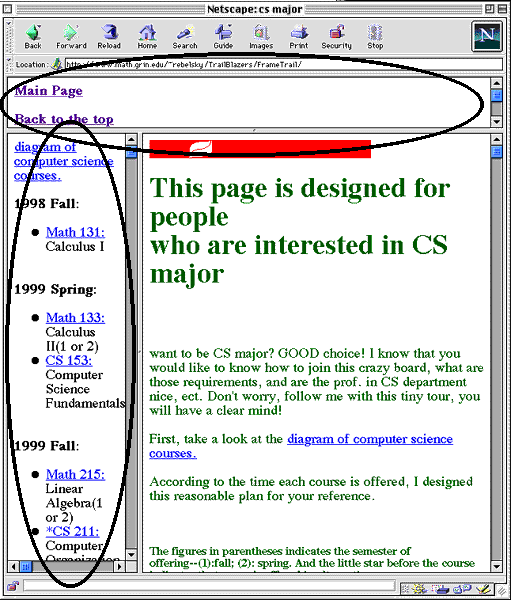 Netscape: cs major
Back Forward Reload Home Search Guide Images Print Security Stop
Location: http://www.math.grin.edu/~rebelsky/TrailBlazers/FrameTrail/
N
Main Page
Back to the top
diagram of
computer science
courses.
1998 Fall:
Math 131:
Calculus I
1999 Spring:
Math 133:
Calculus
II(1 or 2)
CS 153:
Computer
Science
Fundamentals
1999 Fall:
Math 215:
Linear
Algebra(1
or 2)
*CS 211:
Computer
Organization
This page is designed for
people
who are interested in CS
major
want to be CS major? GOOD choice! I know that you
would like to know how to join this crazy board, what are
those requirements, and are the prof. in CS department
nice, ect. Don't worry, follow me with this tiny tour, you
will have a clear mind!
First, take a look at the diagram of computer science
courses.
According to the time each course is offered, I designed
this reasonable plan for your reference.
The figures in parentheses indicates the semester of
offering--(1):fall; (2): spring. And the little star before the course